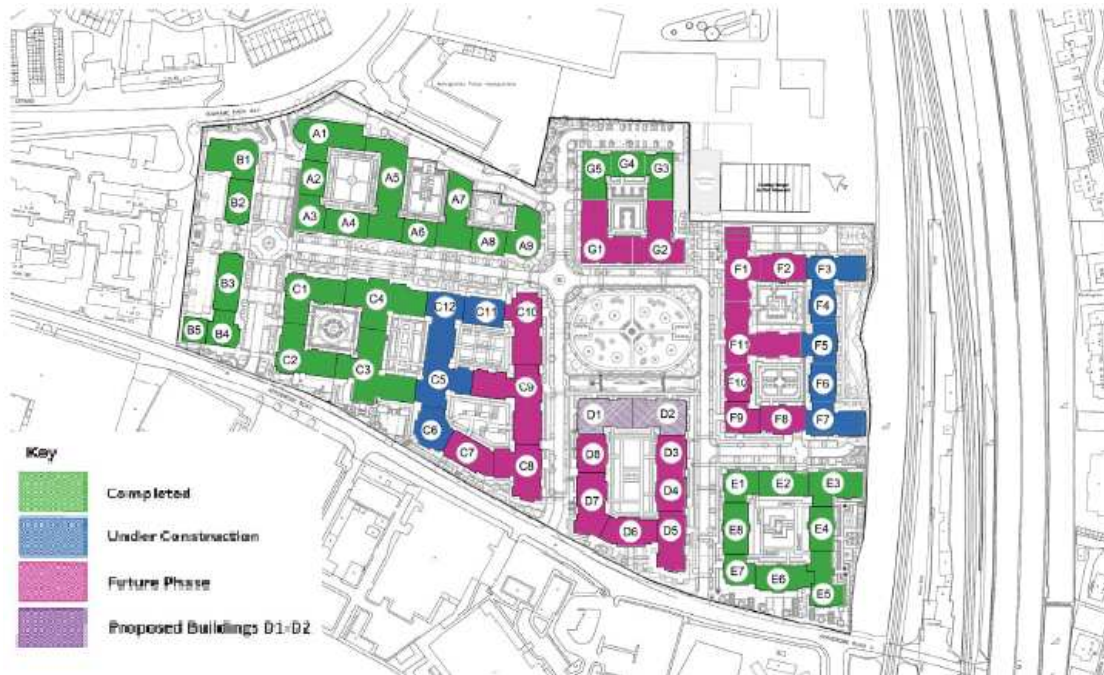 A1
B1
A2
A5
B2
A7
A3
A4
A6
A8
A9
G5
G4
G3
G1
G2
B3
B5
B4
C1
C4
C12
C11
C10
C2
C3
C5
C9
C6
C7
C8
F1
F2
F3
F4
F11
F5
F10
F6
F9
F8
F7
D1
D2
D8
D3
D7
D4
D6
D5
E1
E2
E3
E8
E4
E7
E6
E5
Key
Completed
Under Construction
Future Phase
Proposed Buildings D1-D2